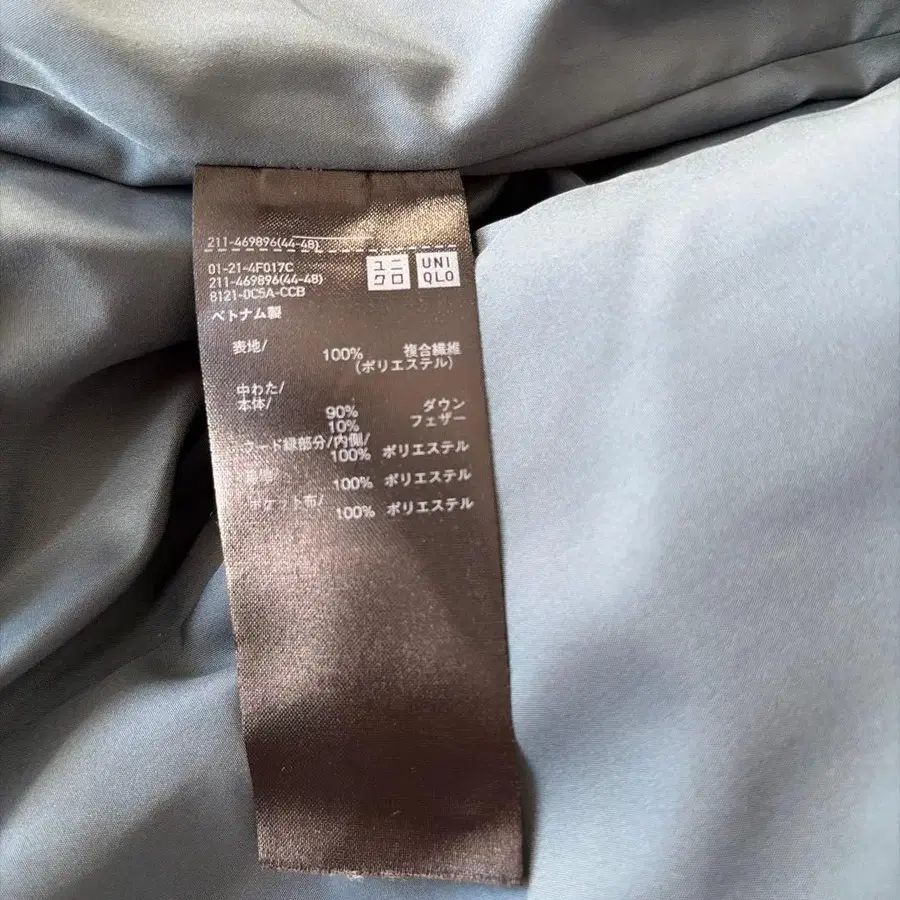 211-469896(44-48)
01-21-4F017C
211-469896(44-48)
8121-0C5A-CCB
ユニ
クロ
UNI
QLO
ベトナム製
表地/
100% 複合繊維
(ポリエステル)
中わた/
本体/
90% ダウン
10% フェザー
フード縁部分/内側/
100% ポリエステル
100% ポリエステル
ポケット布/
100% ポリエステル